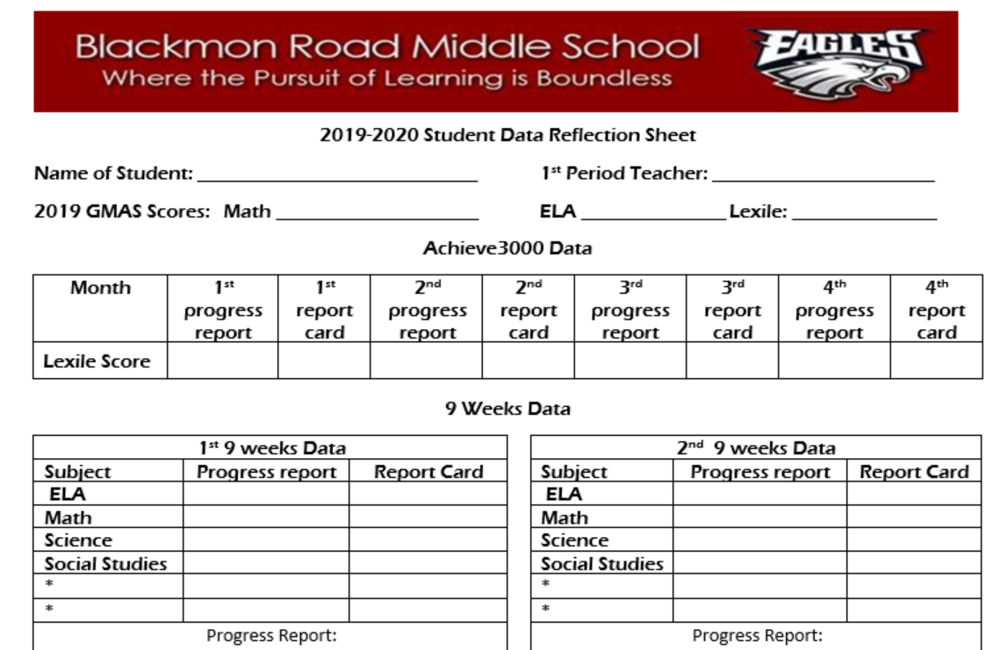 Blackmon Road Middle School
Where the Pursuit of Learning is Boundless
EAGLES
2019-2020 Student Data Reflection Sheet
Name of Student: ______________ 1st Period Teacher: ______________
2019 GMAS Scores: Math ______________ ELA ______________ Lexile: ______________
Achieve3000 Data
Month 1st progress report 1st report card 2nd progress report 2nd report card 3rd progress report 3rd report card 4th progress report 4th report card
Lexile Score
9 Weeks Data
1st 9 weeks Data
Subject Progress report Report Card
ELA
Math
Science
Social Studies
*
*
Progress Report:
2nd 9 weeks Data
Subject Progress report Report Card
ELA
Math
Science
Social Studies
*
*
Progress Report: